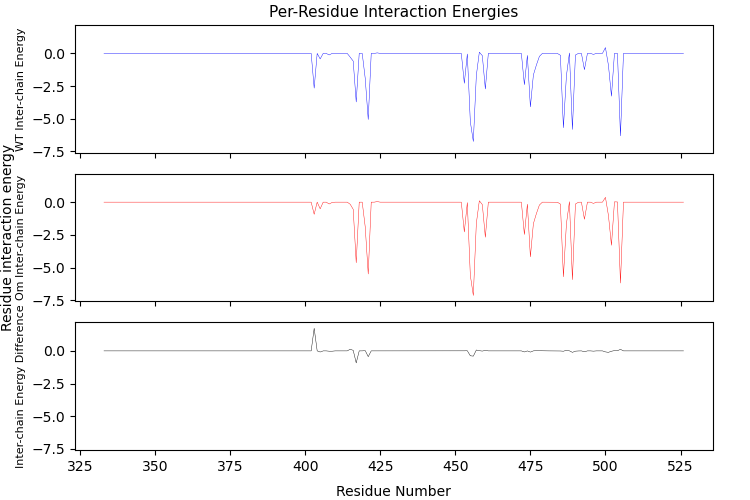 Per-Residue Interaction Energies
Residue interaction energy
WT Inter-chain Energy
0.0
−2.5
−5.0
−7.5
Om Inter-chain Energy
0.0
−2.5
−5.0
−7.5
Inter-chain Energy Difference
0.0
−2.5
−5.0
−7.5
325 350 375 400 425 450 475 500 525
Residue Number